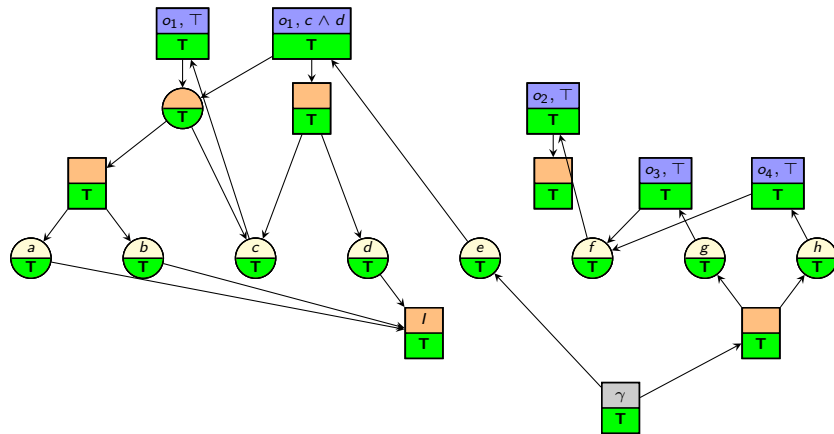 o₁, ⊤ o₁, c ∧ d
T T
o₂, ⊤
T T T
o₃, ⊤ o₄, ⊤
T T T T
a b c d e f g h
T T T T T T T T
I
T T
γ
T